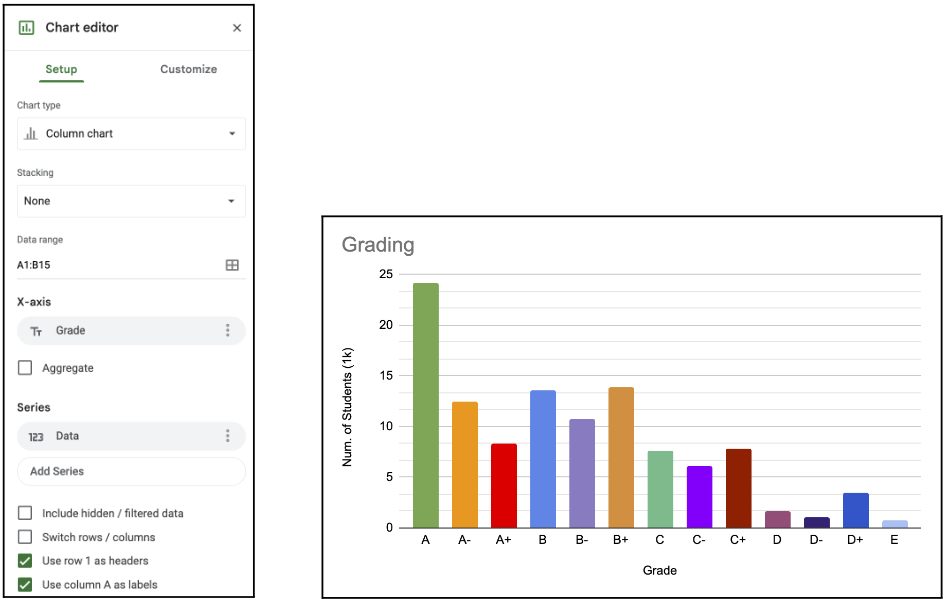 Chart editor
Setup Customize
Chart type
Column chart
Stacking
None
Data range
A1:B15
X-axis
Tт Grade
Aggregate
Series
123 Data
Add Series
Include hidden / filtered data
Switch rows / columns
Use row 1 as headers
Use column A as labels
Grading
25
20
15
10
5
0
Num. of Students (1k)
A A- A+ B B- B+ C C- C+ D D- D+ E
Grade